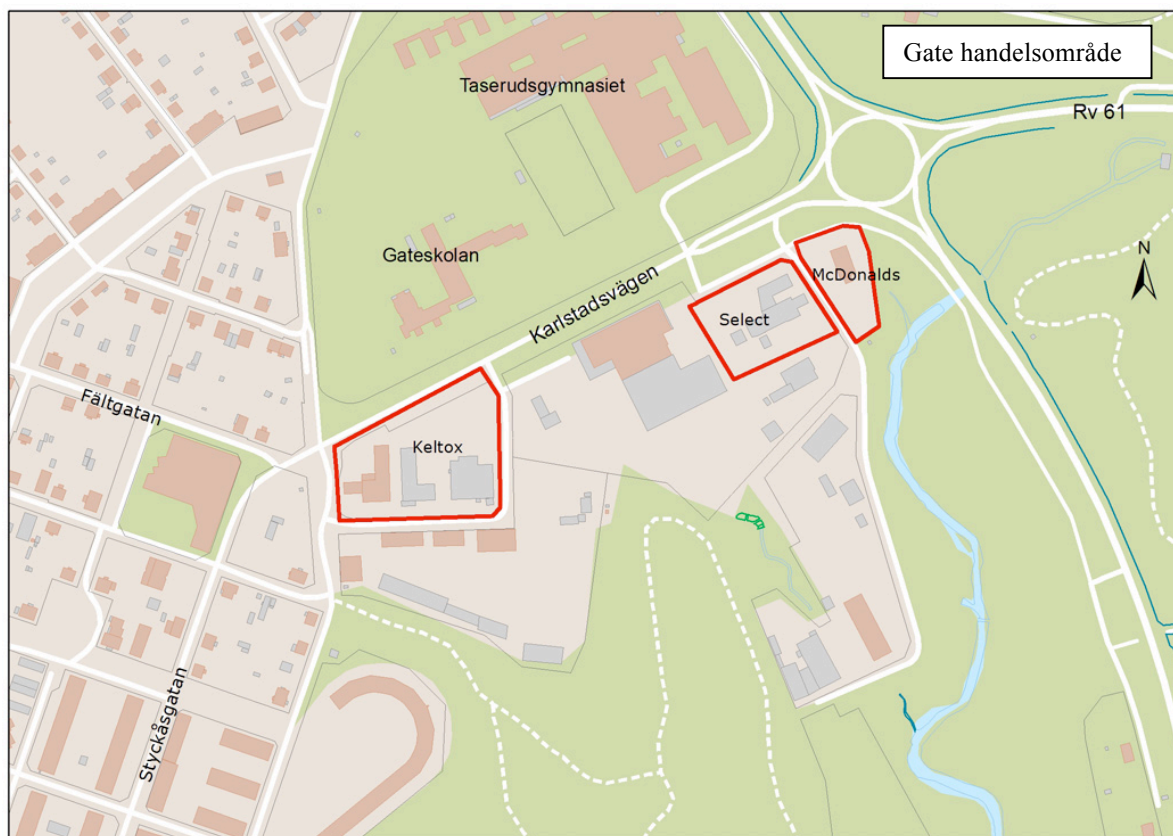 Gate handelsområde
Taserudsgymnasiet
Rv 61
Gateskolan
Karlstadsvägen
N
McDonalds
Select
Fältgatan
Keltox
Styckåsgatan